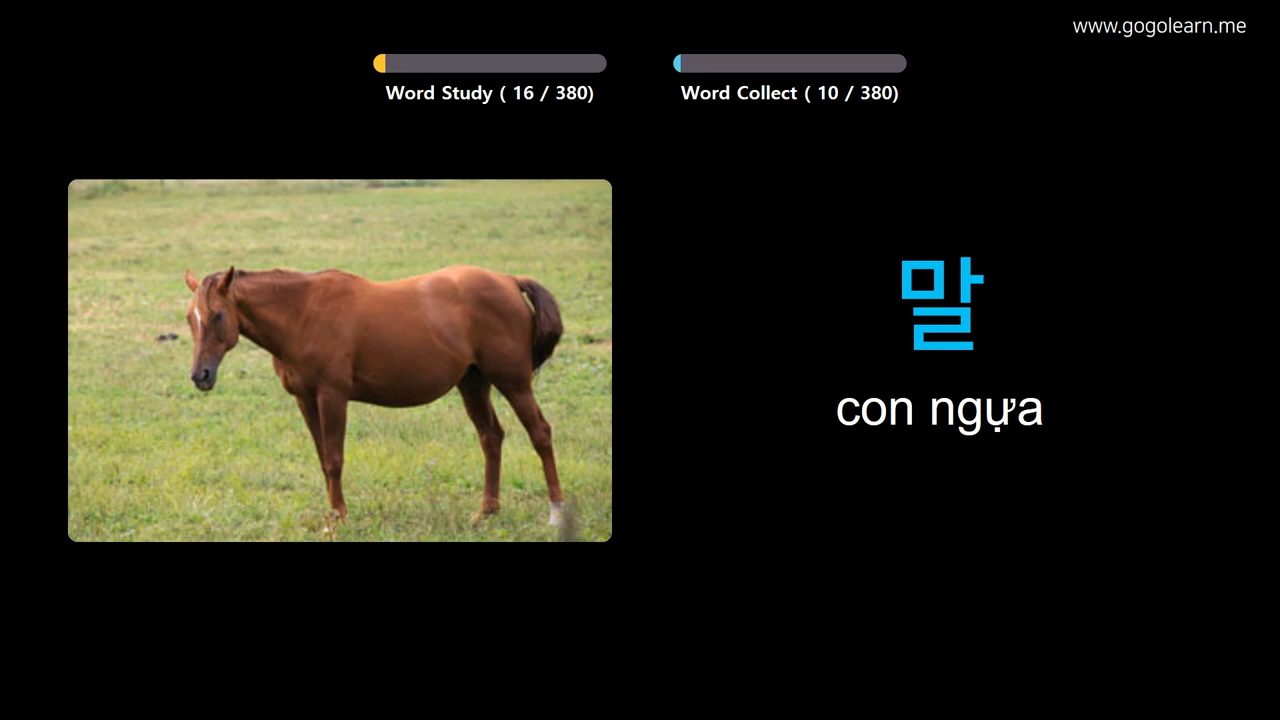 www.gogolearn.me
Word Study ( 16 / 380)
Word Collect ( 10 / 380)
말
con ngựa